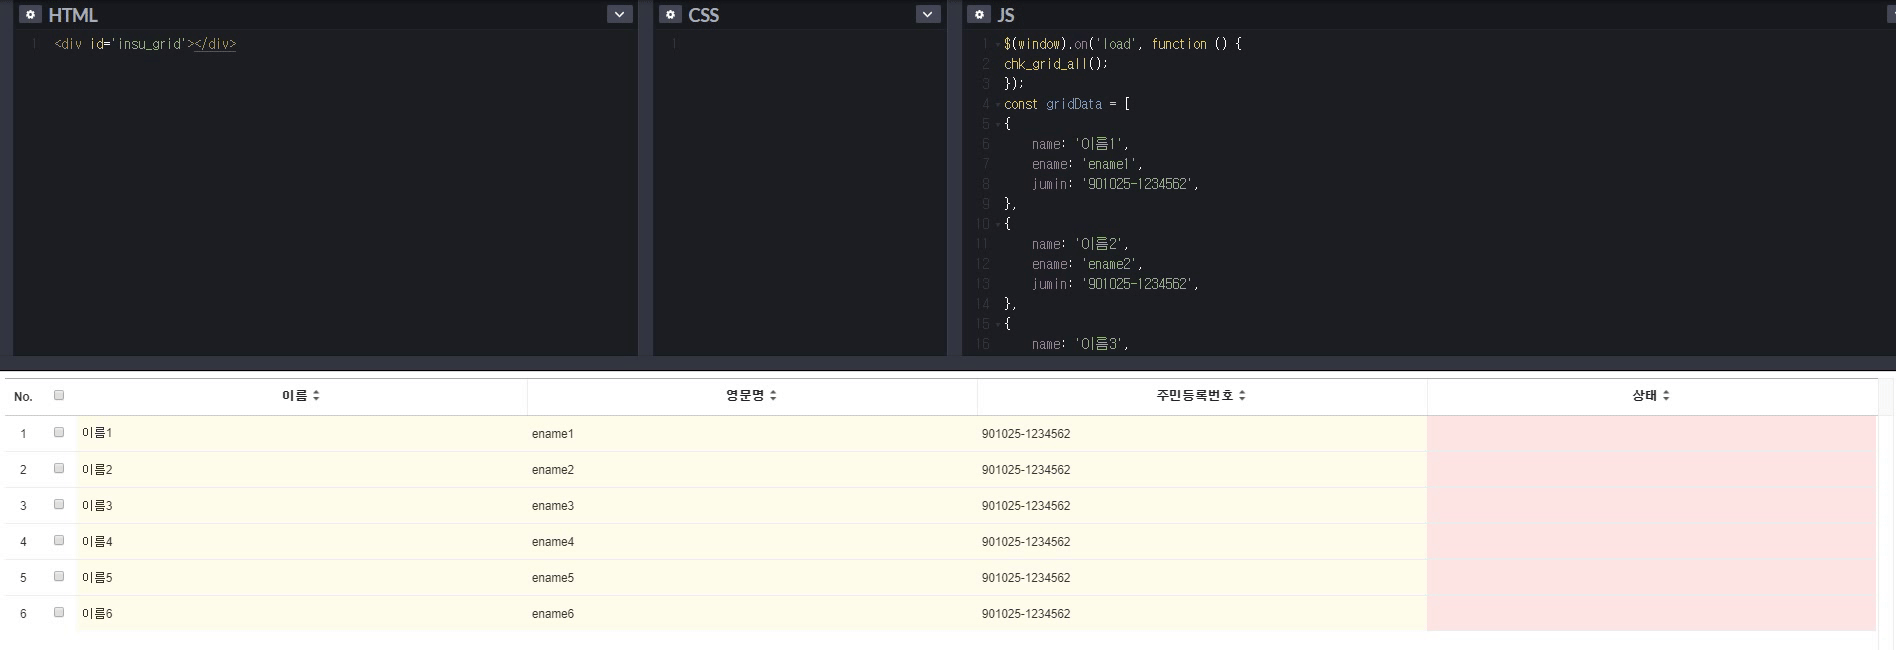 HTML
1 <div id='insu_grid'></div>
CSS
1
JS
1 $(window).on('load', function () {
2 chk_grid_all();
3 });
4 const gridData = [
5 {
6 name: '이름1',
7 ename: 'ename1',
8 jumin: '901025-1234562',
9 },
10 {
11 name: '이름2',
12 ename: 'ename2',
13 jumin: '901025-1234562',
14 },
15 {
16 name: '이름3',
No. 이름 영문명 주민등록번호 상태
1 이름1 ename1 901025-1234562
2 이름2 ename2 901025-1234562
3 이름3 ename3 901025-1234562
4 이름4 ename4 901025-1234562
5 이름5 ename5 901025-1234562
6 이름6 ename6 901025-1234562